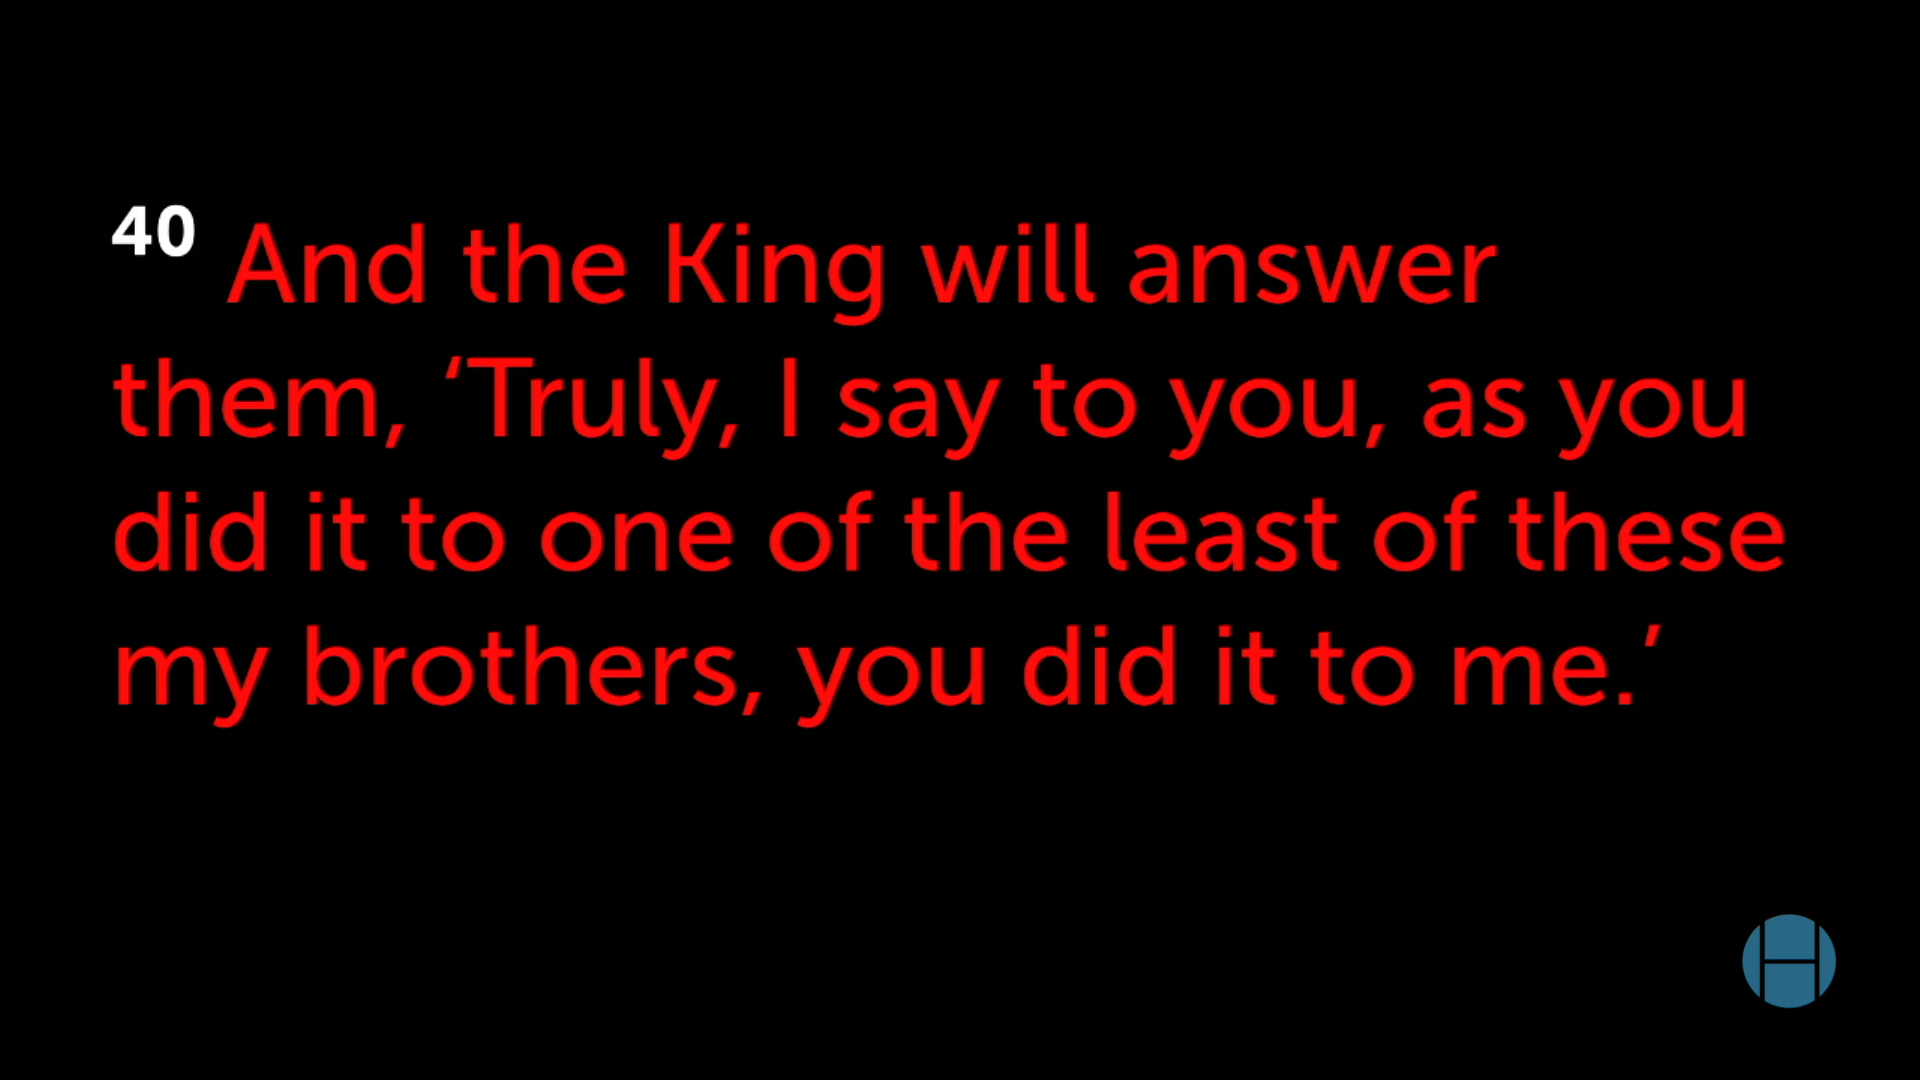 40 And the King will answer
them, ‘Truly, I say to you, as you
did it to one of the least of these
my brothers, you did it to me.’